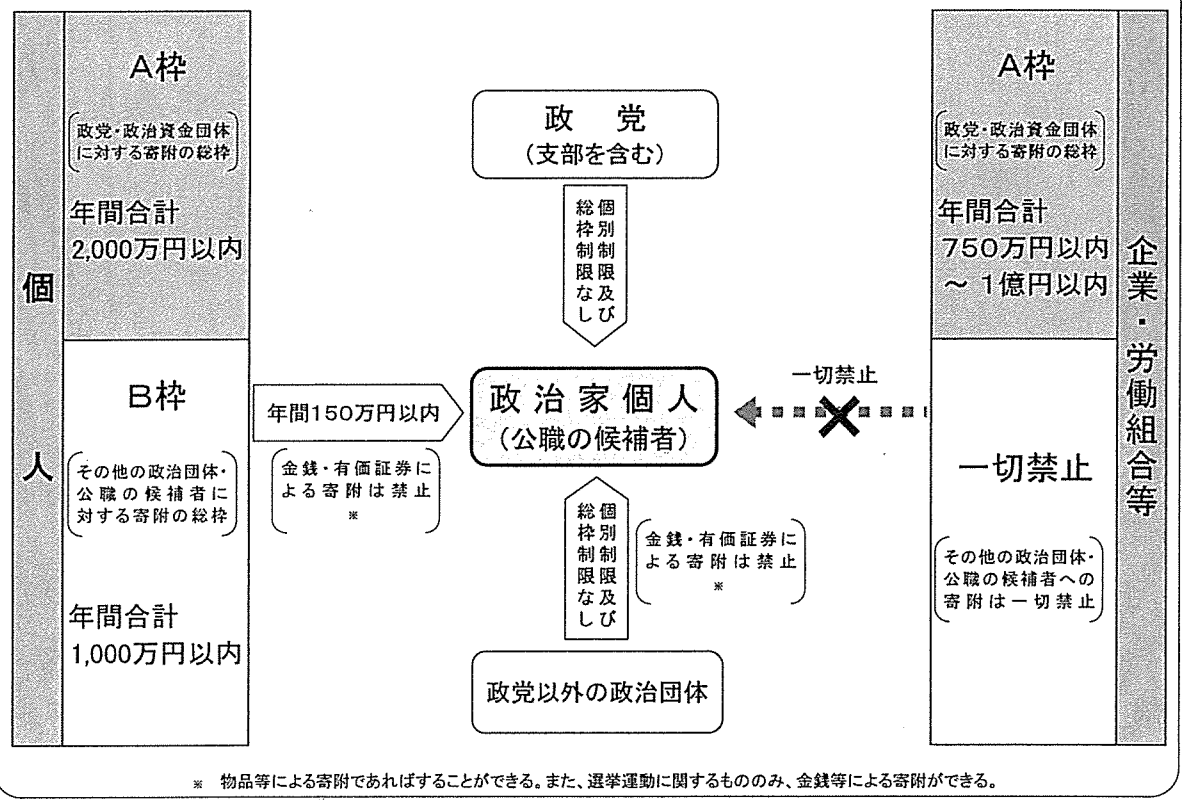 個人
A枠
政党・政治資金団体
に対する寄附の総枠
年間合計
2,000万円以内
B枠
その他の政治団体・
公職の候補者に
対する寄附の総枠
年間合計
1,000万円以内
年間150万円以内
金銭・有価証券に
よる寄附は禁止
※
政党
(支部を含む)
個別制限及び
総枠制限なし
政治家個人
(公職の候補者)
個別制限及び
総枠制限なし
金銭・有価証券に
よる寄附は禁止
※
政党以外の政治団体
一切禁止
A枠
政党・政治資金団体
に対する寄附の総枠
年間合計
750万円以内
~ 1億円以内
一切禁止
その他の政治団体・
公職の候補者への
寄附は一切禁止
企業・労働組合等
※ 物品等による寄附であればすることができる。また、選挙運動に関するもののみ、金銭等による寄附ができる。